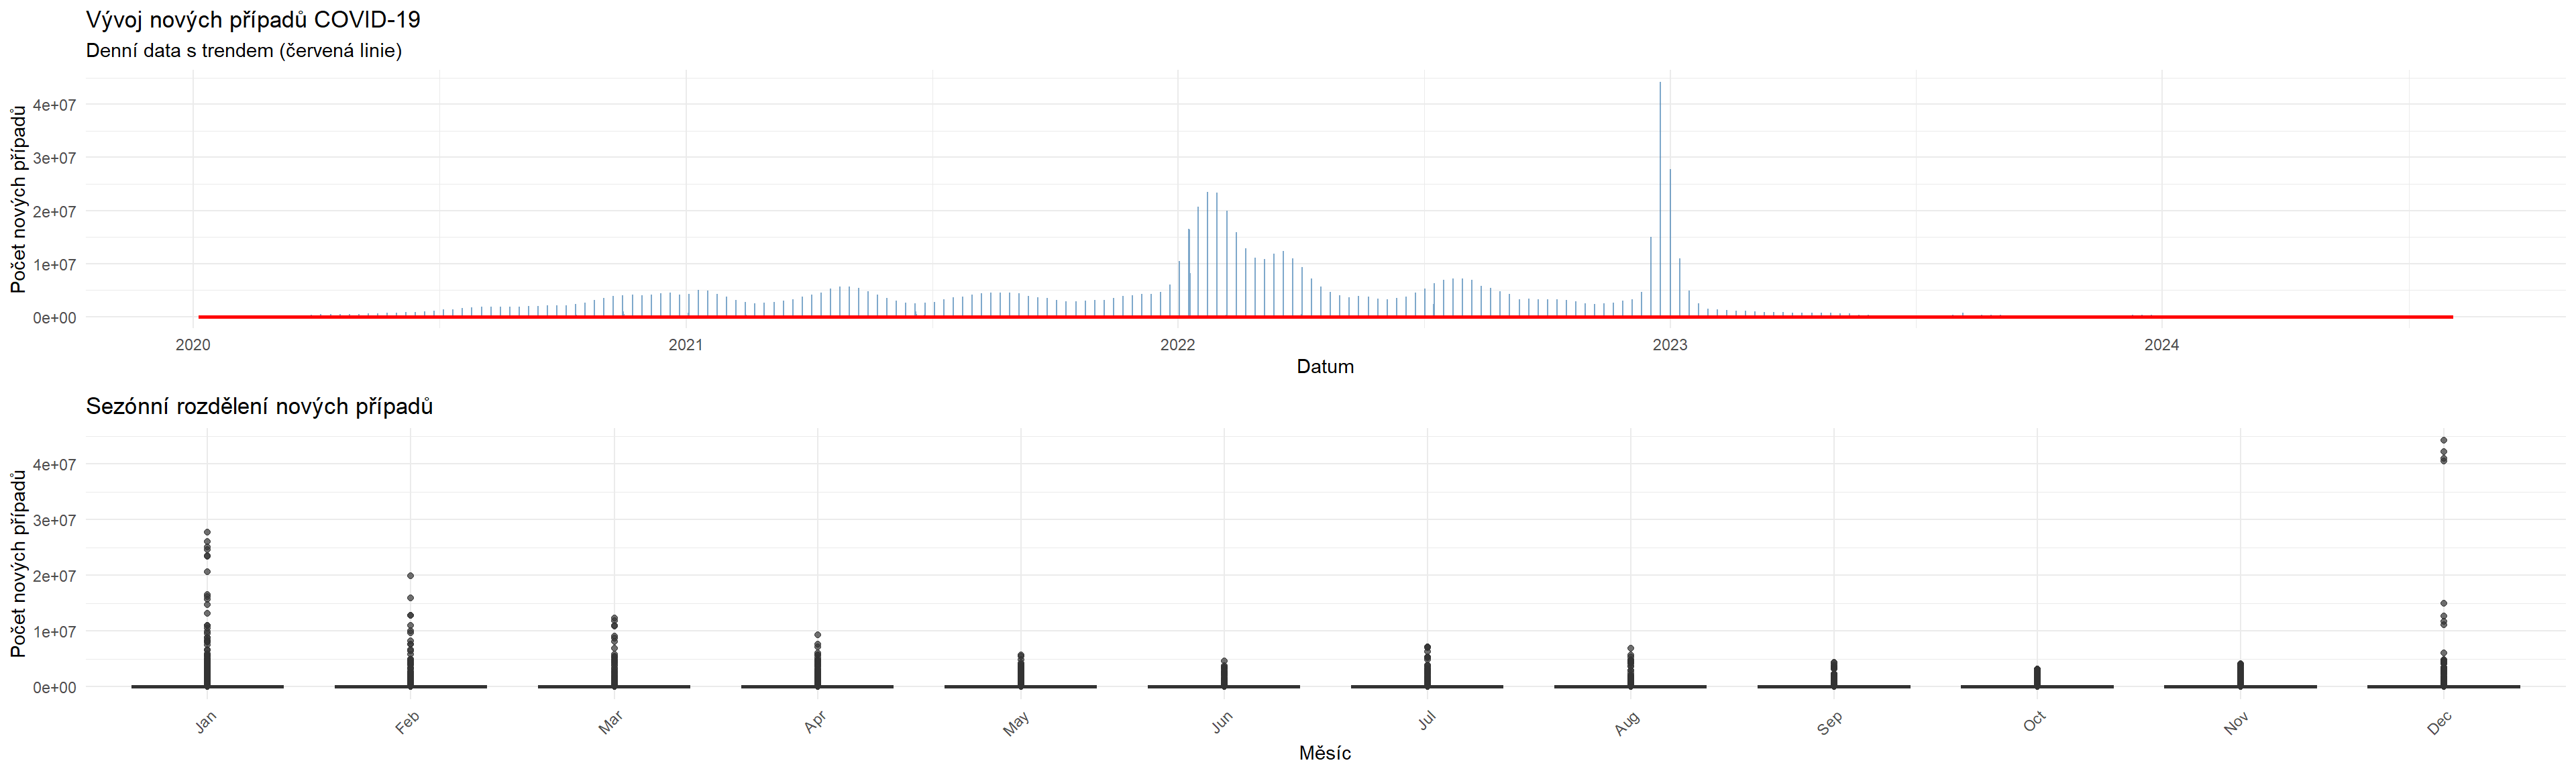 Vývoj nových případů COVID-19
Denní data s trendem (červená linie)
Počet nových případů
4e+07
3e+07
2e+07
1e+07
0e+00
2020 2021 2022 2023 2024
Datum
Sezónní rozdělení nových případů
Počet nových případů
4e+07
3e+07
2e+07
1e+07
0e+00
Jan Feb Mar Apr May Jun Jul Aug Sep Oct Nov Dec
Měsíc